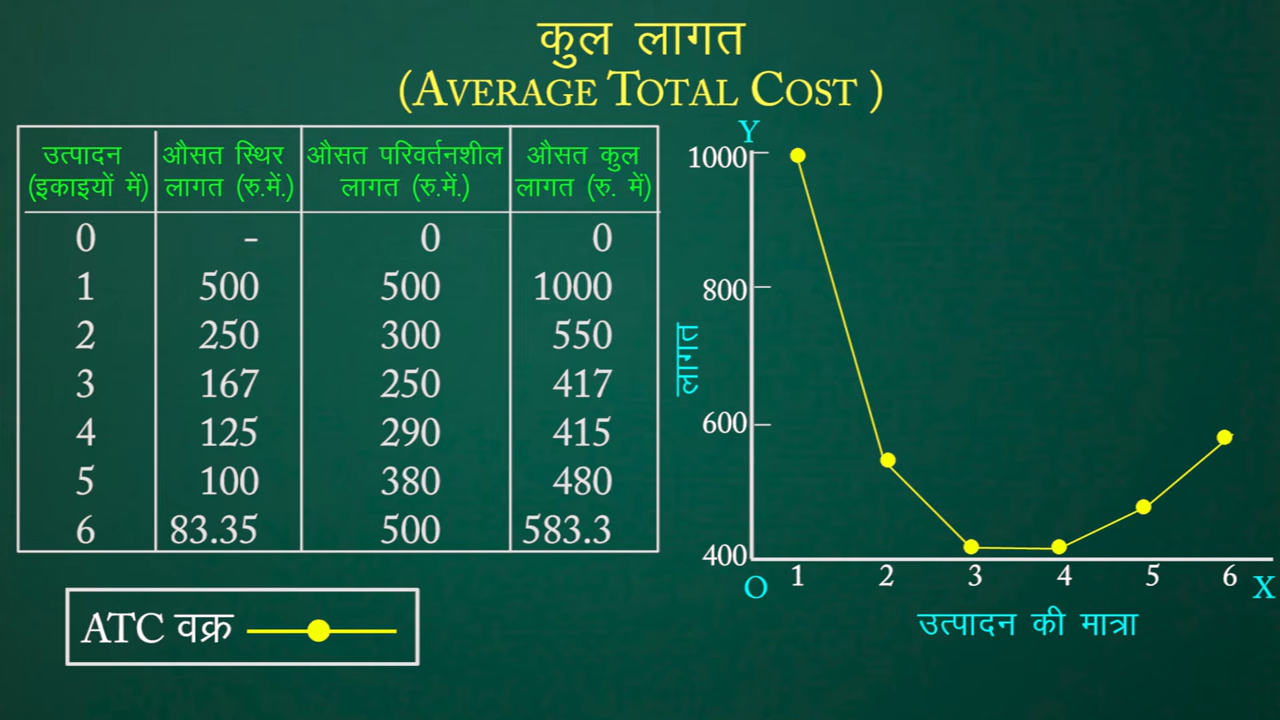 कुल लागत
(AVERAGE TOTAL COST )
उत्पादन (इकाइयों में) औसत स्थिर लागत (रु.में.) औसत परिवर्तनशील लागत (रु.में.) औसत कुल लागत (रु. में)
0 - 0 0
1 500 500 1000
2 250 300 550
3 167 250 417
4 125 290 415
5 100 380 480
6 83.35 500 583.3
ATC वक्र
Y
1000
800
600
400
लागत
O 1 2 3 4 5 6 X
उत्पादन की मात्रा